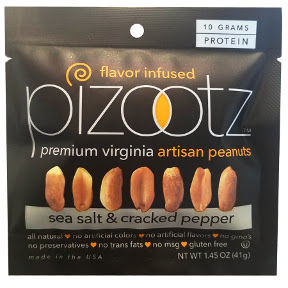 10 GRAMS
PROTEIN
flavor infused
pizootz™
premium virginia artisan peanuts
sea salt & cracked pepper
all natural ♥ no artificial colors ♥ no artificial flavors ♥ no gmo's
no preservatives ♥ no trans fats ♥ no msg ♥ gluten free
made in the USA
NT WT 1.45 OZ (41g)